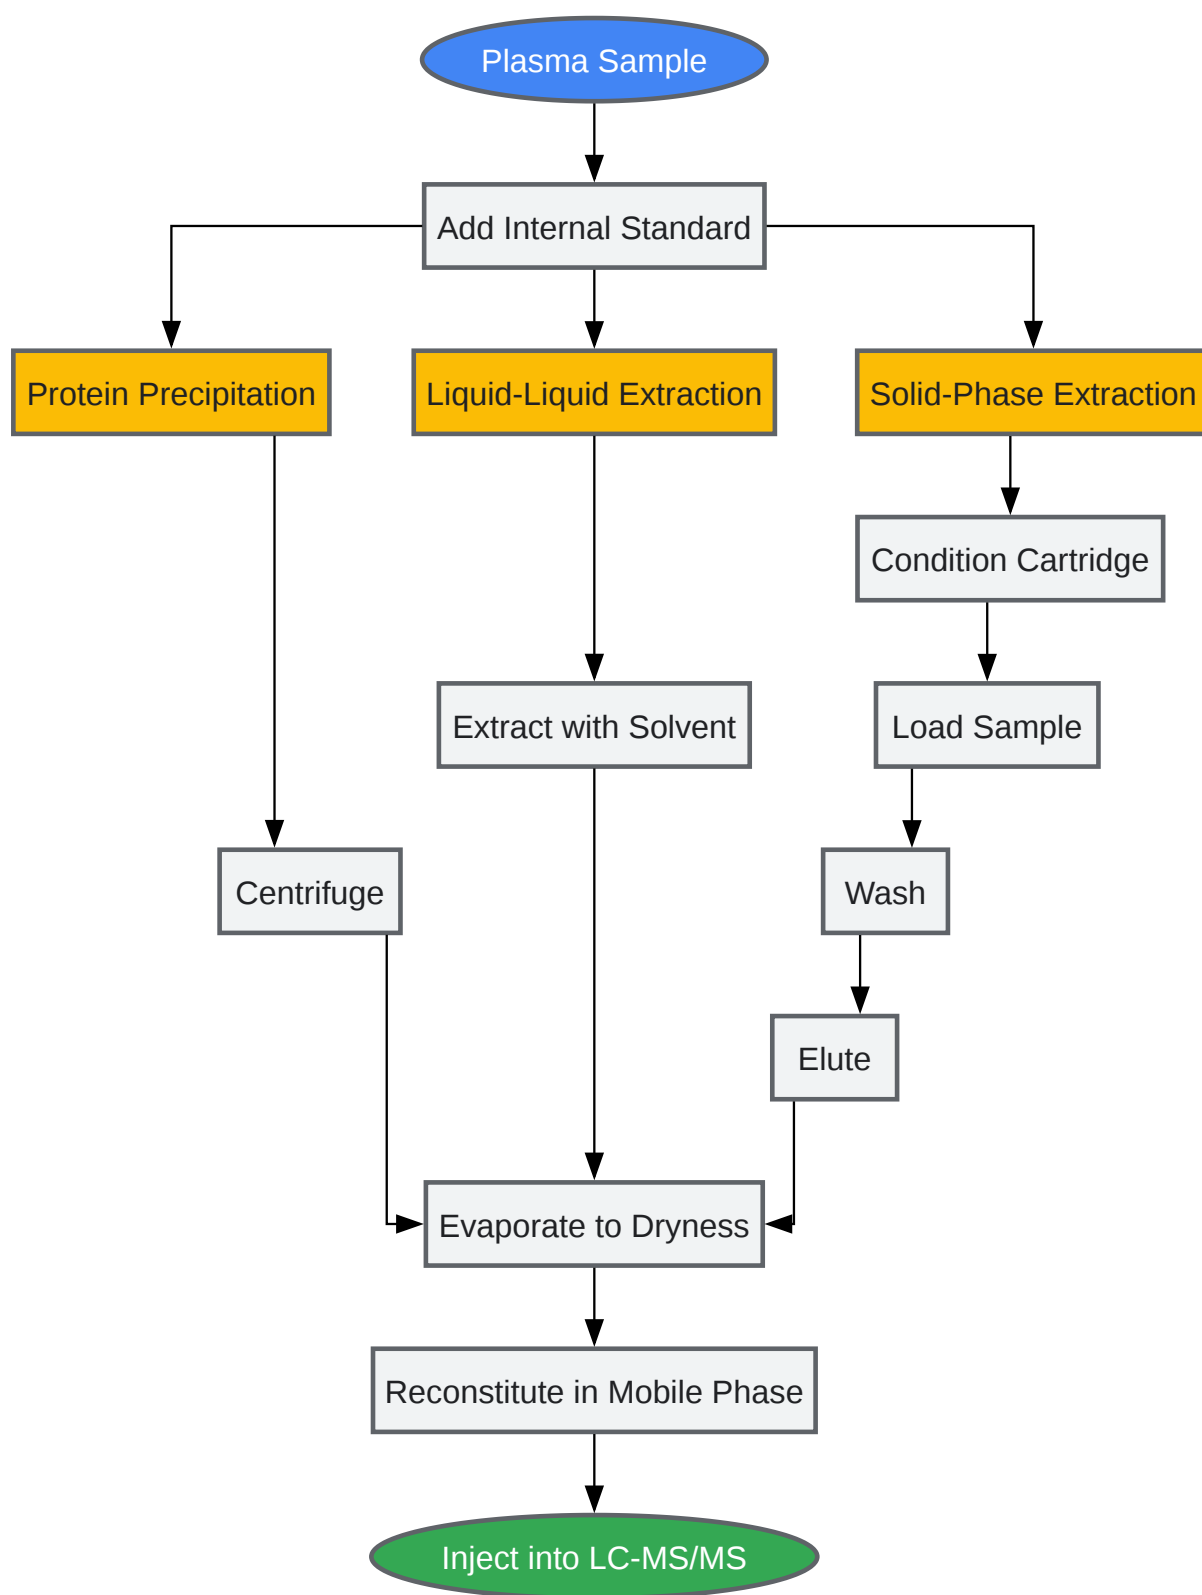 Plasma Sample
Add Internal Standard
Protein Precipitation
Liquid-Liquid Extraction
Solid-Phase Extraction
Condition Cartridge
Extract with Solvent
Load Sample
Centrifuge
Wash
Elute
Evaporate to Dryness
Reconstitute in Mobile Phase
Inject into LC-MS/MS